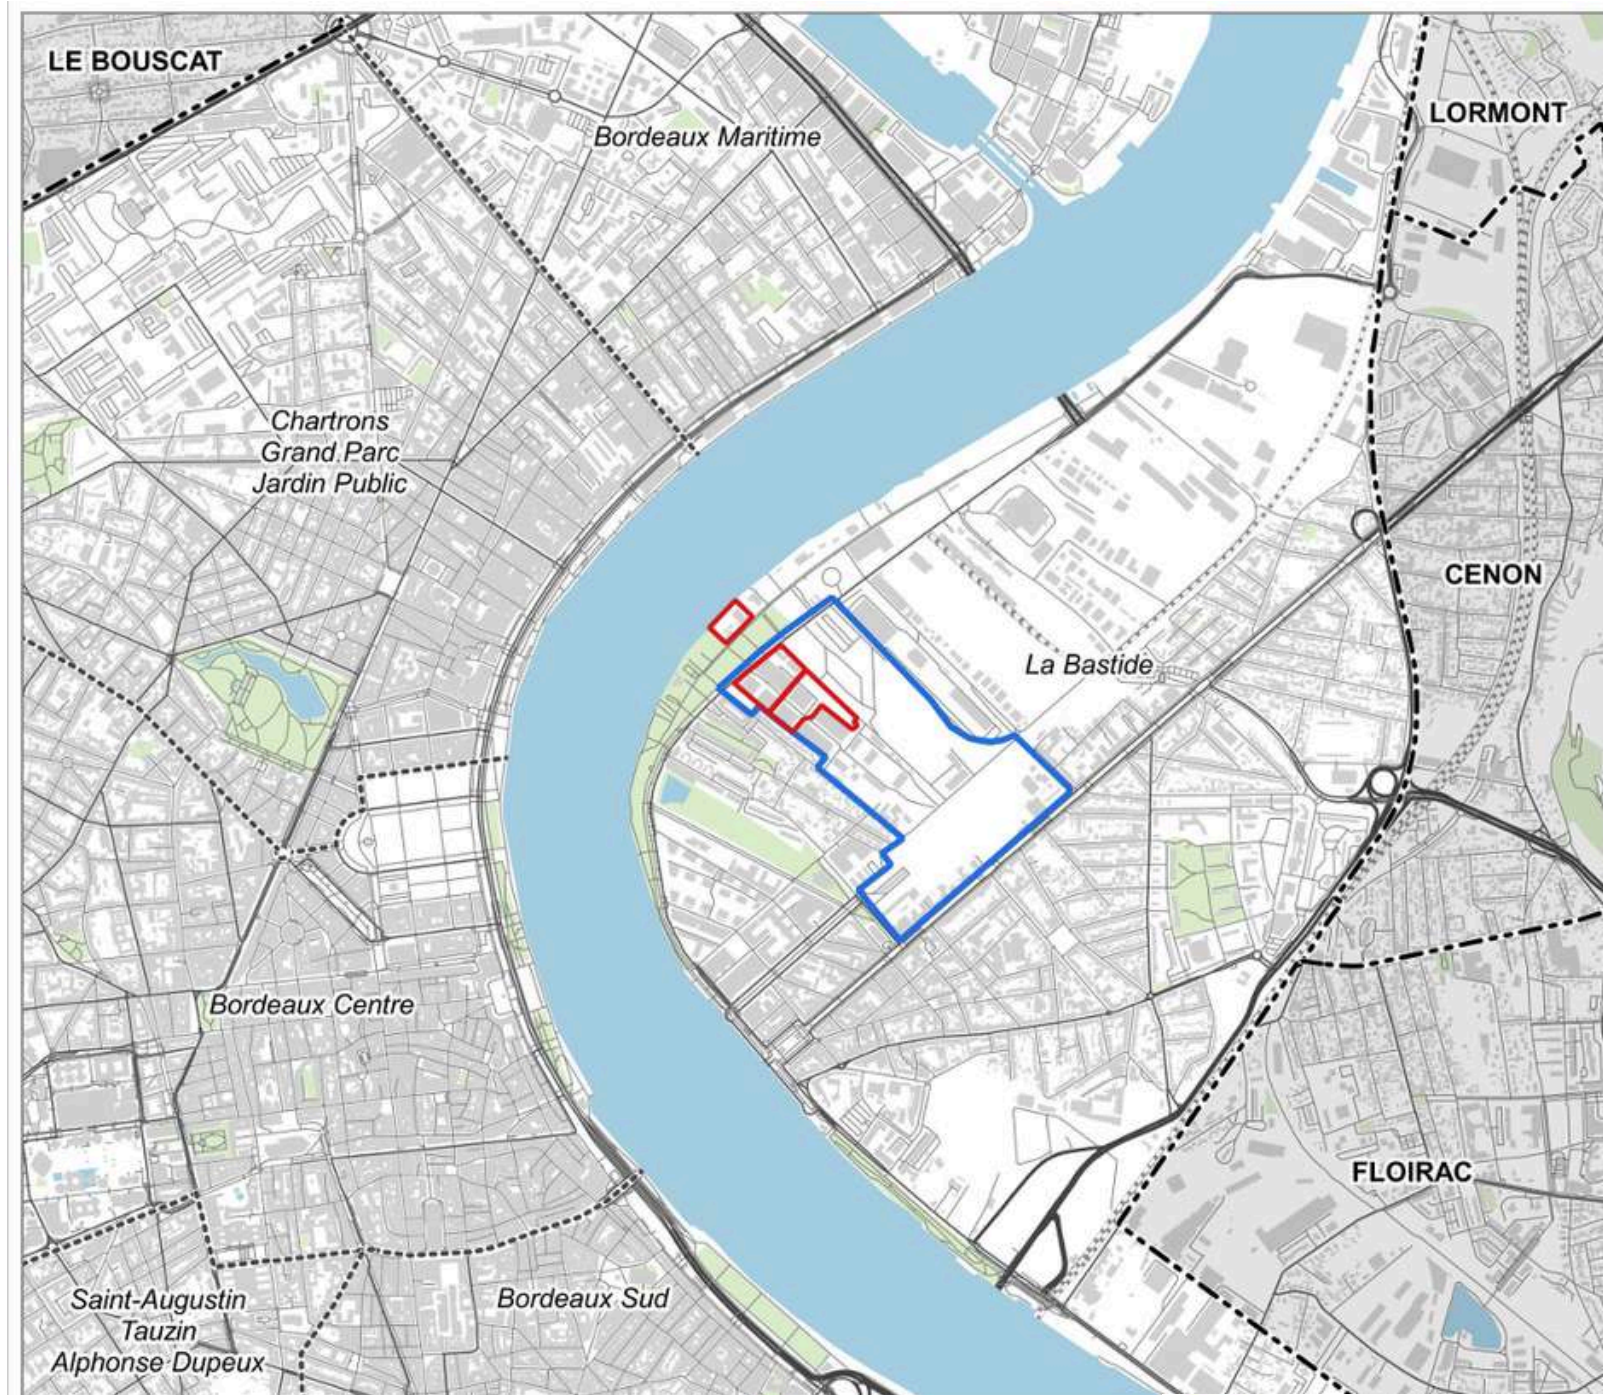 LE BOUSCAT
Bordeaux Maritime
LORMONT
Chartrons
Grand Parc
Jardin Public
CENON
La Bastide
Bordeaux Centre
FLOIRAC
Saint-Augustin
Tauzin
Alphonse Dupeux
Bordeaux Sud